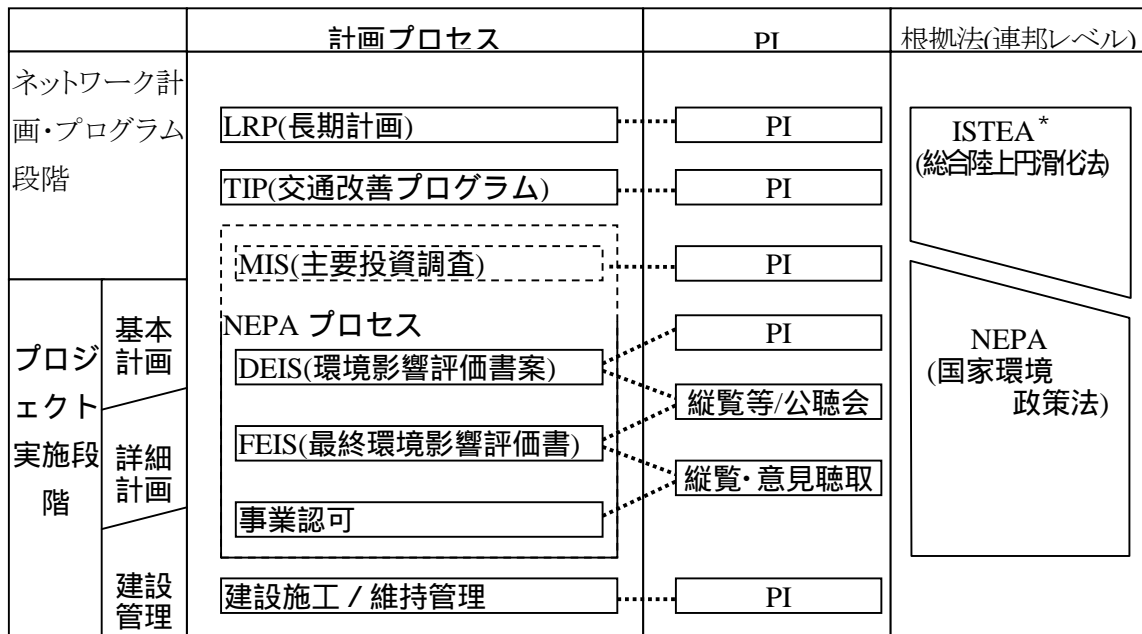 計画プロセス
PI
根拠法(連邦レベル)
ネットワーク計
画・プログラム
段階
LRP(長期計画)
PI
TIP(交通改善プログラム)
PI
ISTEA*
(総合陸上円滑化法)
MIS(主要投資調査)
PI
プロジ
ェクト
実施段
階
基本
計画
NEPA プロセス
DEIS(環境影響評価書案)
PI
縦覧等/公聴会
NEPA
(国家環境
政策法)
詳細
計画
FEIS(最終環境影響評価書)
縦覧・意見聴取
事業認可
建設
管理
建設施工 / 維持管理
PI